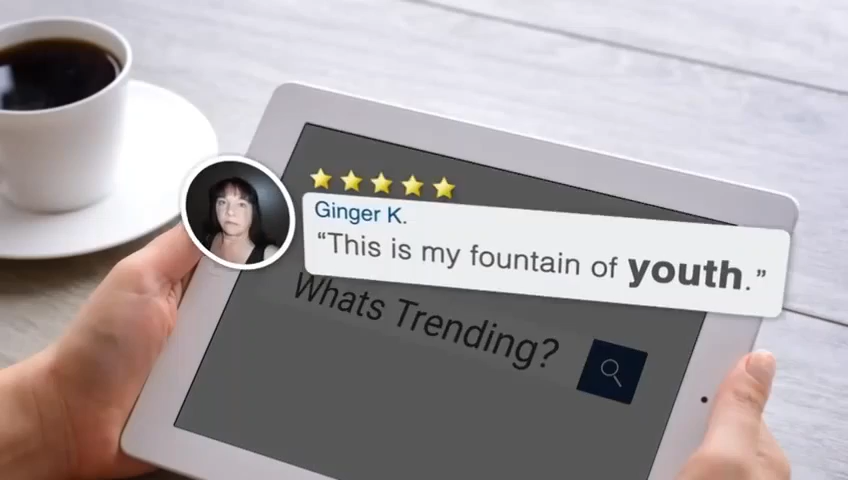 Ginger K.
“This is my fountain of youth.”
Whats Trending?